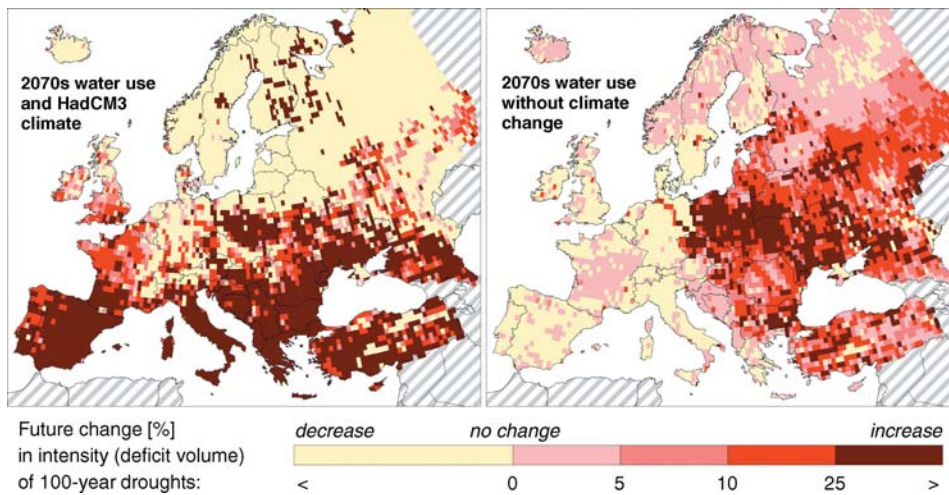 2070s water use
and HadCM3
climate
2070s water use
without climate
change
Future change [%]
in intensity (deficit volume)
of 100-year droughts:
decrease no change increase
< 0 5 10 25 >